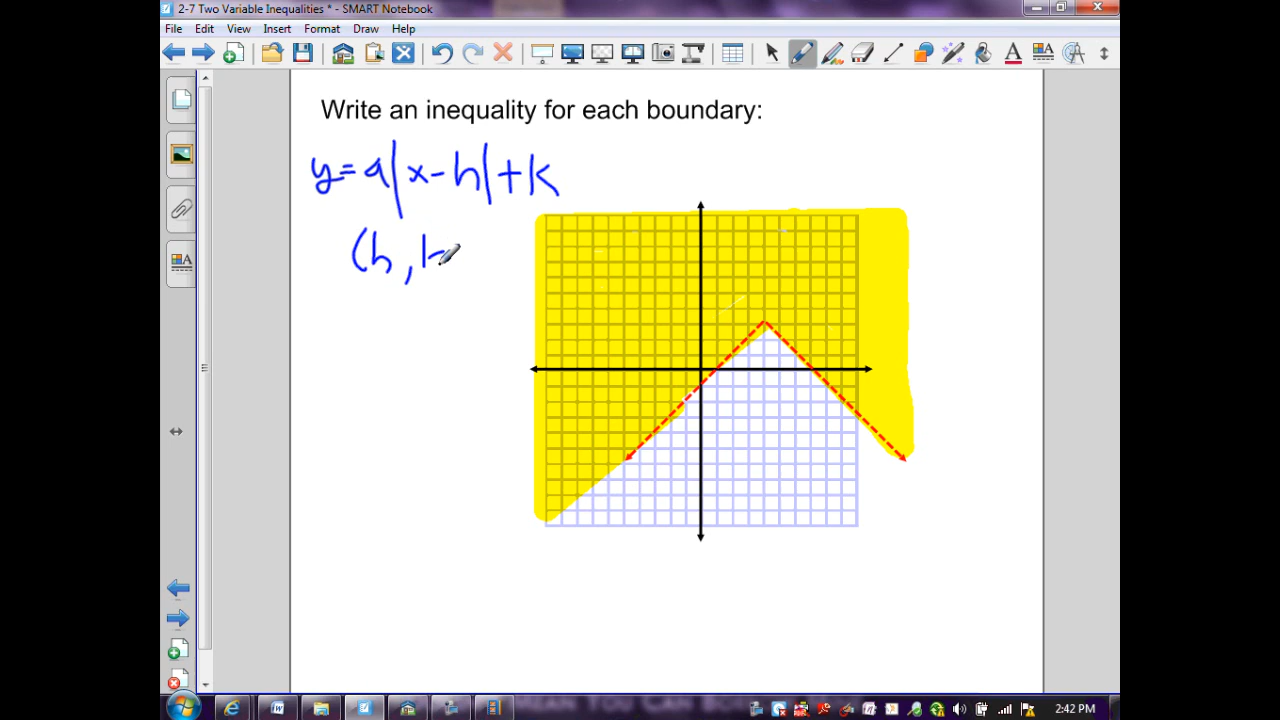 2-7 Two Variable Inequalities * - SMART Notebook
File Edit View Insert Format Draw Help
Write an inequality for each boundary:
y=a|x-h|+k
(h,
2:42 PM